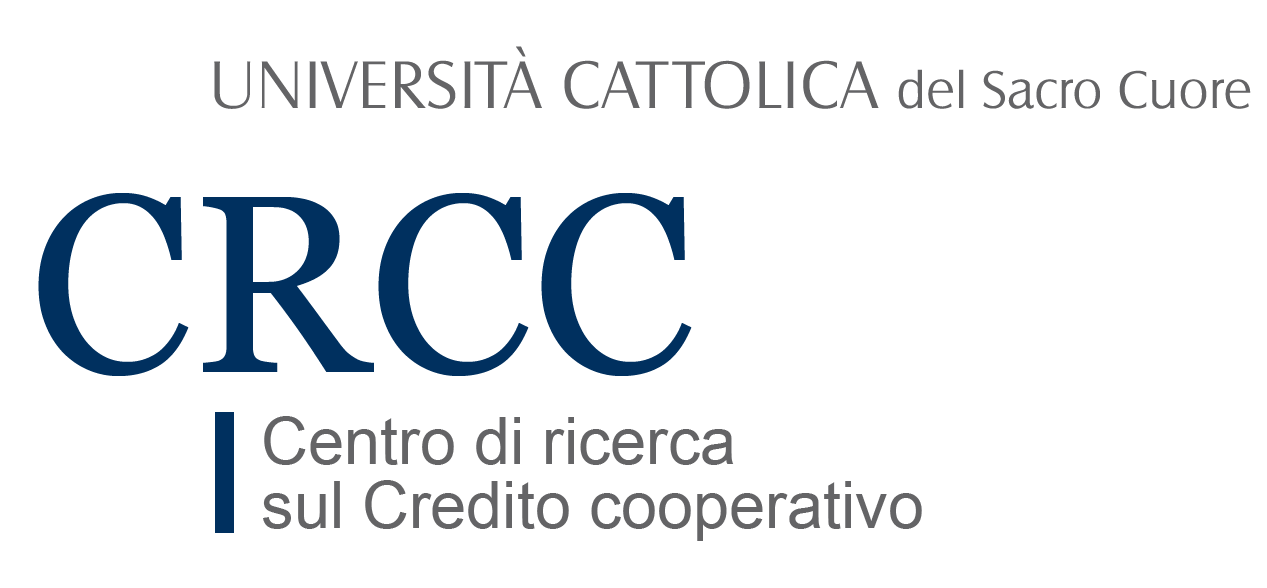 UNIVERSITÀ CATTOLICA del Sacro Cuore
CRCC
Centro di ricerca
sul Credito cooperativo